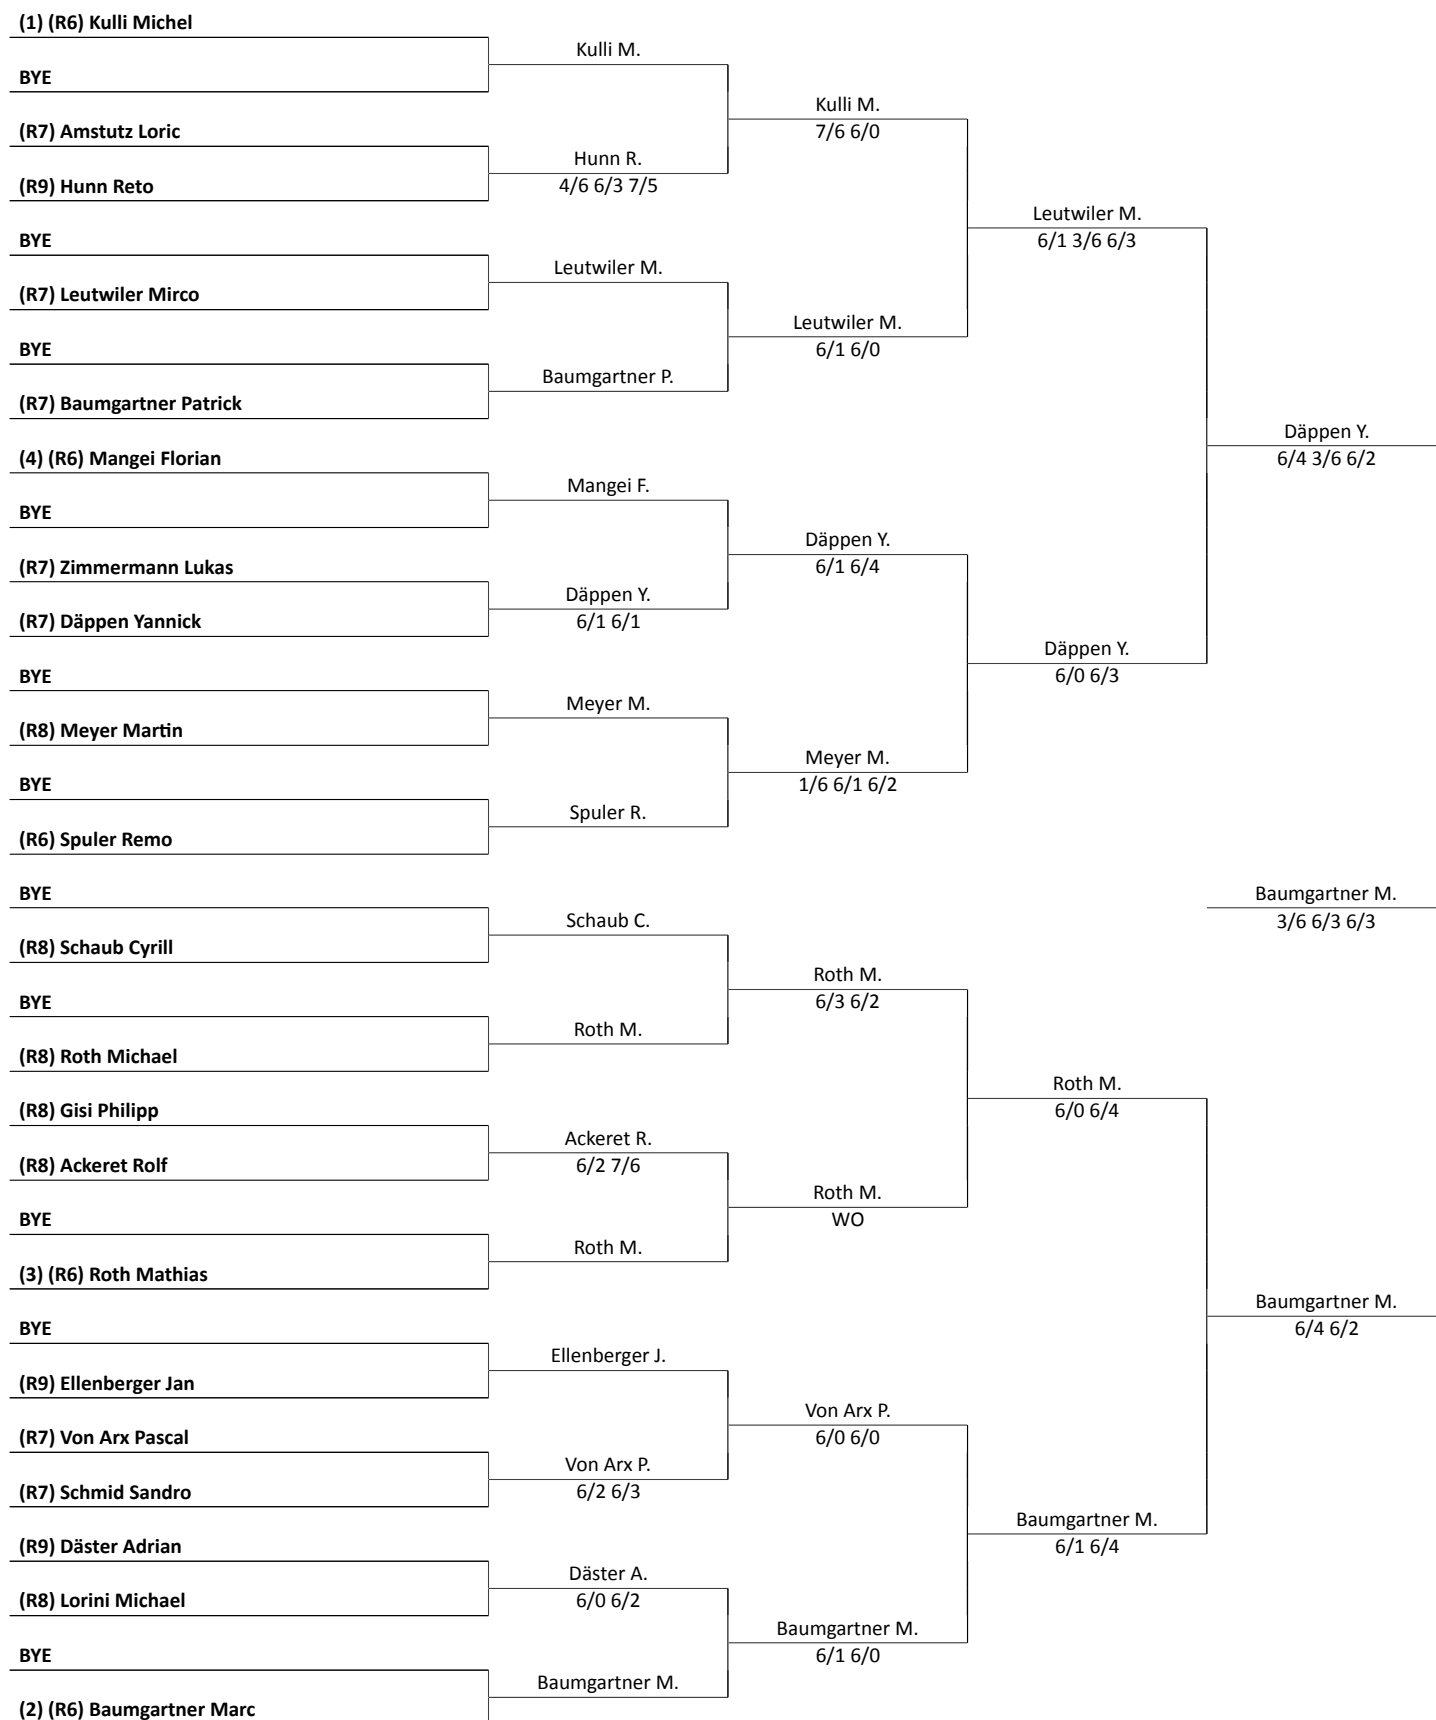 (1) (R6) Kulli Michel
BYE
(R7) Amstutz Loric
(R9) Hunn Reto
BYE
(R7) Leutwiler Mirco
BYE
(R7) Baumgartner Patrick
(4) (R6) Mangei Florian
BYE
(R7) Zimmermann Lukas
(R7) Däppen Yannick
BYE
(R8) Meyer Martin
BYE
(R6) Spuler Remo
BYE
(R8) Schaub Cyrill
BYE
(R8) Roth Michael
(R8) Gisi Philipp
(R8) Ackeret Rolf
BYE
(3) (R6) Roth Mathias
BYE
(R9) Ellenberger Jan
(R7) Von Arx Pascal
(R7) Schmid Sandro
(R9) Däster Adrian
(R8) Lorini Michael
BYE
(2) (R6) Baumgartner Marc
Kulli M.
Hunn R.
4/6 6/3 7/5
Leutwiler M.
Baumgartner P.
Mangei F.
Däppen Y.
6/1 6/1
Meyer M.
Spuler R.
Schaub C.
Roth M.
Ackeret R.
6/2 7/6
Roth M.
Ellenberger J.
Von Arx P.
6/2 6/3
Däster A.
6/0 6/2
Baumgartner M.
Kulli M.
7/6 6/0
Leutwiler M.
6/1 6/0
Däppen Y.
6/1 6/4
Meyer M.
1/6 6/1 6/2
Roth M.
6/3 6/2
Roth M.
WO
Von Arx P.
6/0 6/0
Baumgartner M.
6/1 6/0
Leutwiler M.
6/1 3/6 6/3
Däppen Y.
6/0 6/3
Roth M.
6/0 6/4
Baumgartner M.
6/1 6/4
Däppen Y.
6/4 3/6 6/2
Baumgartner M.
3/6 6/3 6/3
Baumgartner M.
6/4 6/2